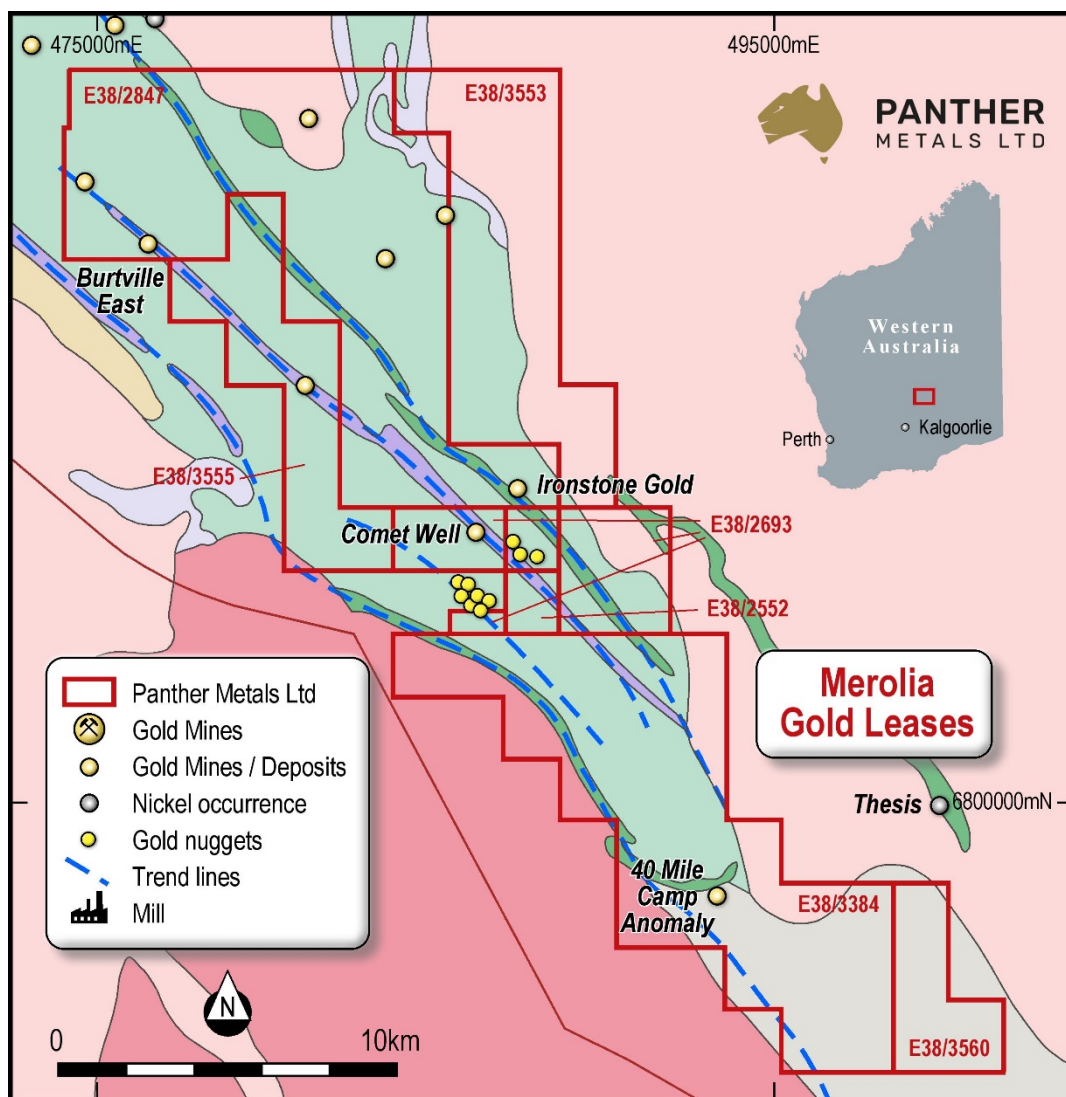 475000mE
495000mE
E38/2847
E38/3553
PANTHER
METALS LTD
Burtville
East
Western
Australia
Perth
Kalgoorlie
E38/3555
Ironstone Gold
Comet Well
E38/2693
E38/2552
Merolia
Gold Leases
Panther Metals Ltd
Gold Mines
Gold Mines / Deposits
Nickel occurrence
Gold nuggets
Trend lines
Mill
Thesis
6800000mN
40 Mile
Camp
Anomaly
E38/3384
E38/3560
N
0
10km